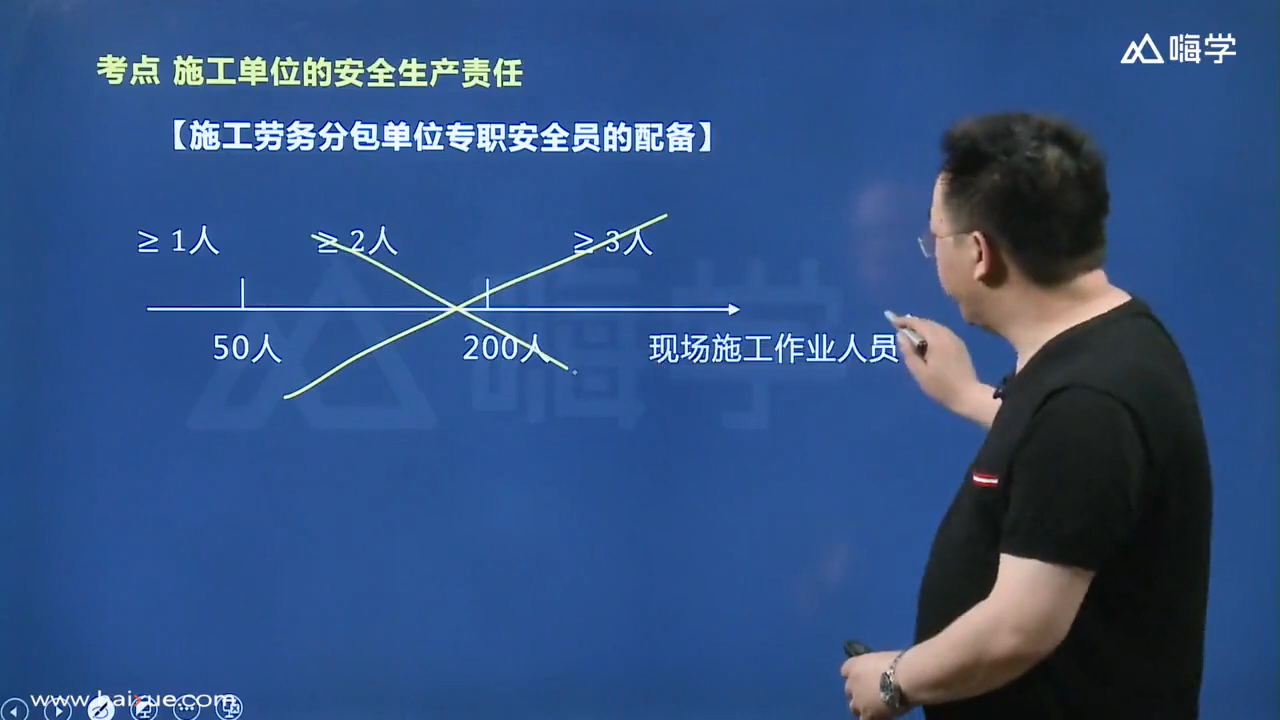 嗨学
考点 施工单位的安全生产责任
【施工劳务分包单位专职安全员的配备】
≥ 1人 ≥ 2人 ≥ 3人
50人 200人 现场施工作业人员
嗨学
www.haixue.com